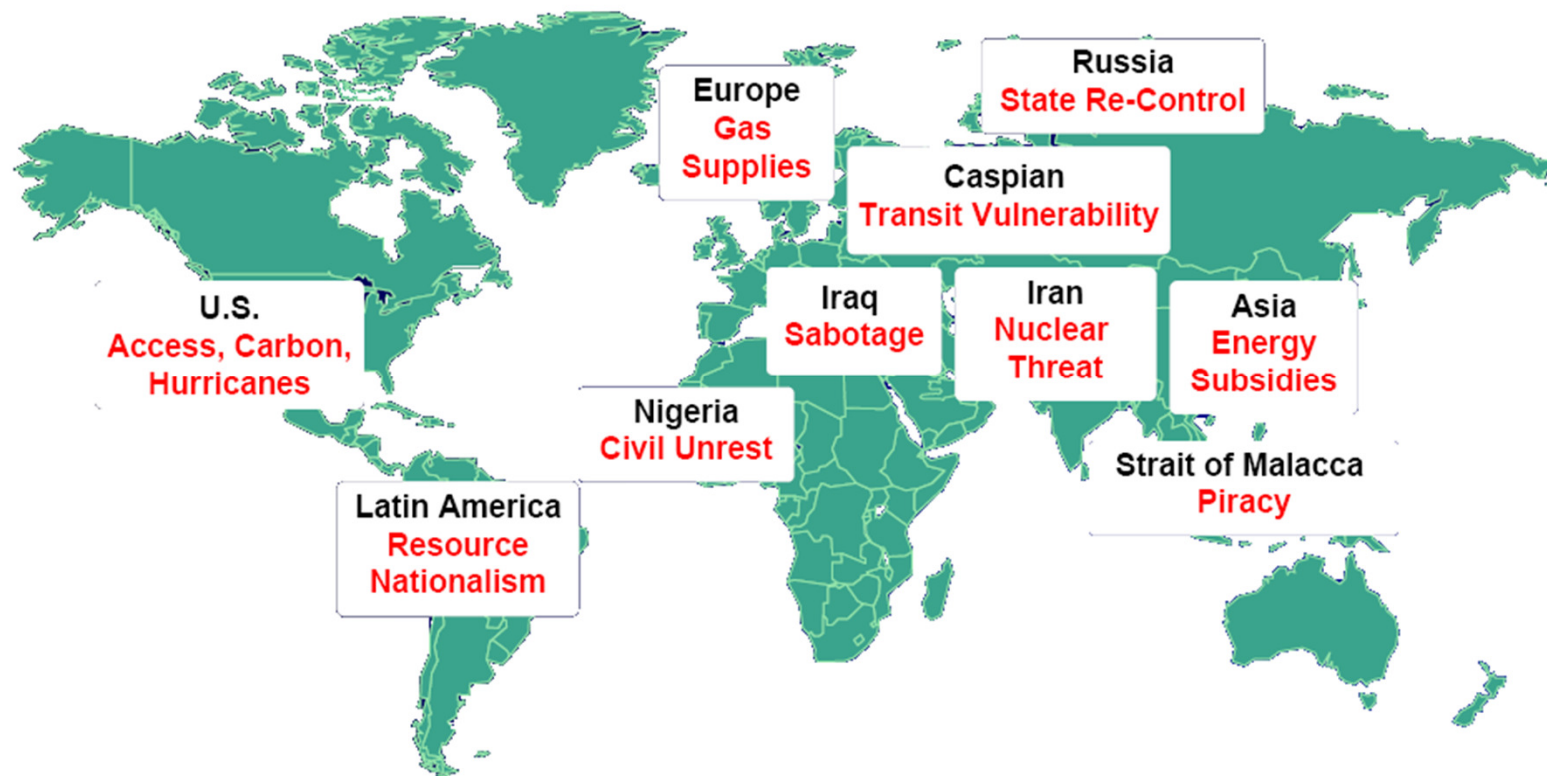 Russia
State Re-Control
Europe
Gas
Supplies
Caspian
Transit Vulnerability
U.S.
Access, Carbon,
Hurricanes
Iraq
Sabotage
Iran
Nuclear
Threat
Asia
Energy
Subsidies
Nigeria
Civil Unrest
Strait of Malacca
Piracy
Latin America
Resource
Nationalism